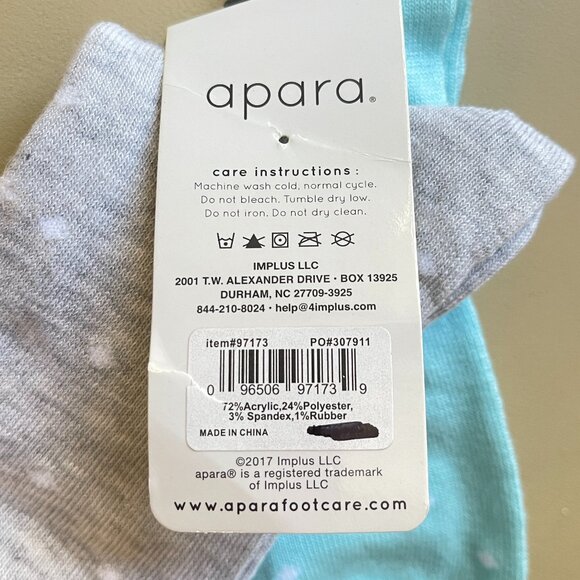 apara®
care instructions :
Machine wash cold, normal cycle.
Do not bleach. Tumble dry low.
Do not iron. Do not dry clean.
IMPLUS LLC
2001 T.W. ALEXANDER DRIVE · BOX 13925
DURHAM, NC 27709-3925
844-210-8024 · help@4implus.com
item#97173 PO#307911
0 96506 97173 9
72%Acrylic,24%Polyester,
3% Spandex,1%Rubber
MADE IN CHINA
©2017 Implus LLC
apara® is a registered trademark
of Implus LLC
www.aparafootcare.com